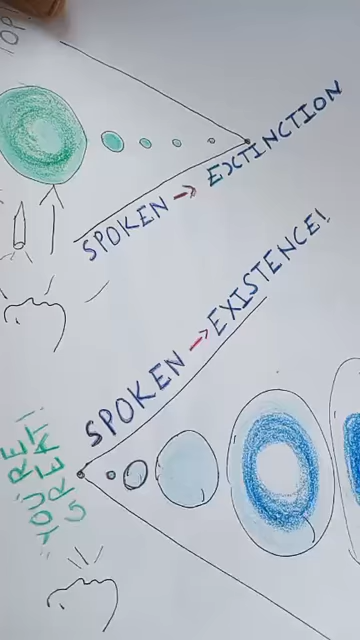 SPOKEN → EXTINCTION
SPOKEN → EXISTENCE!
YOU'RE
GREAT!